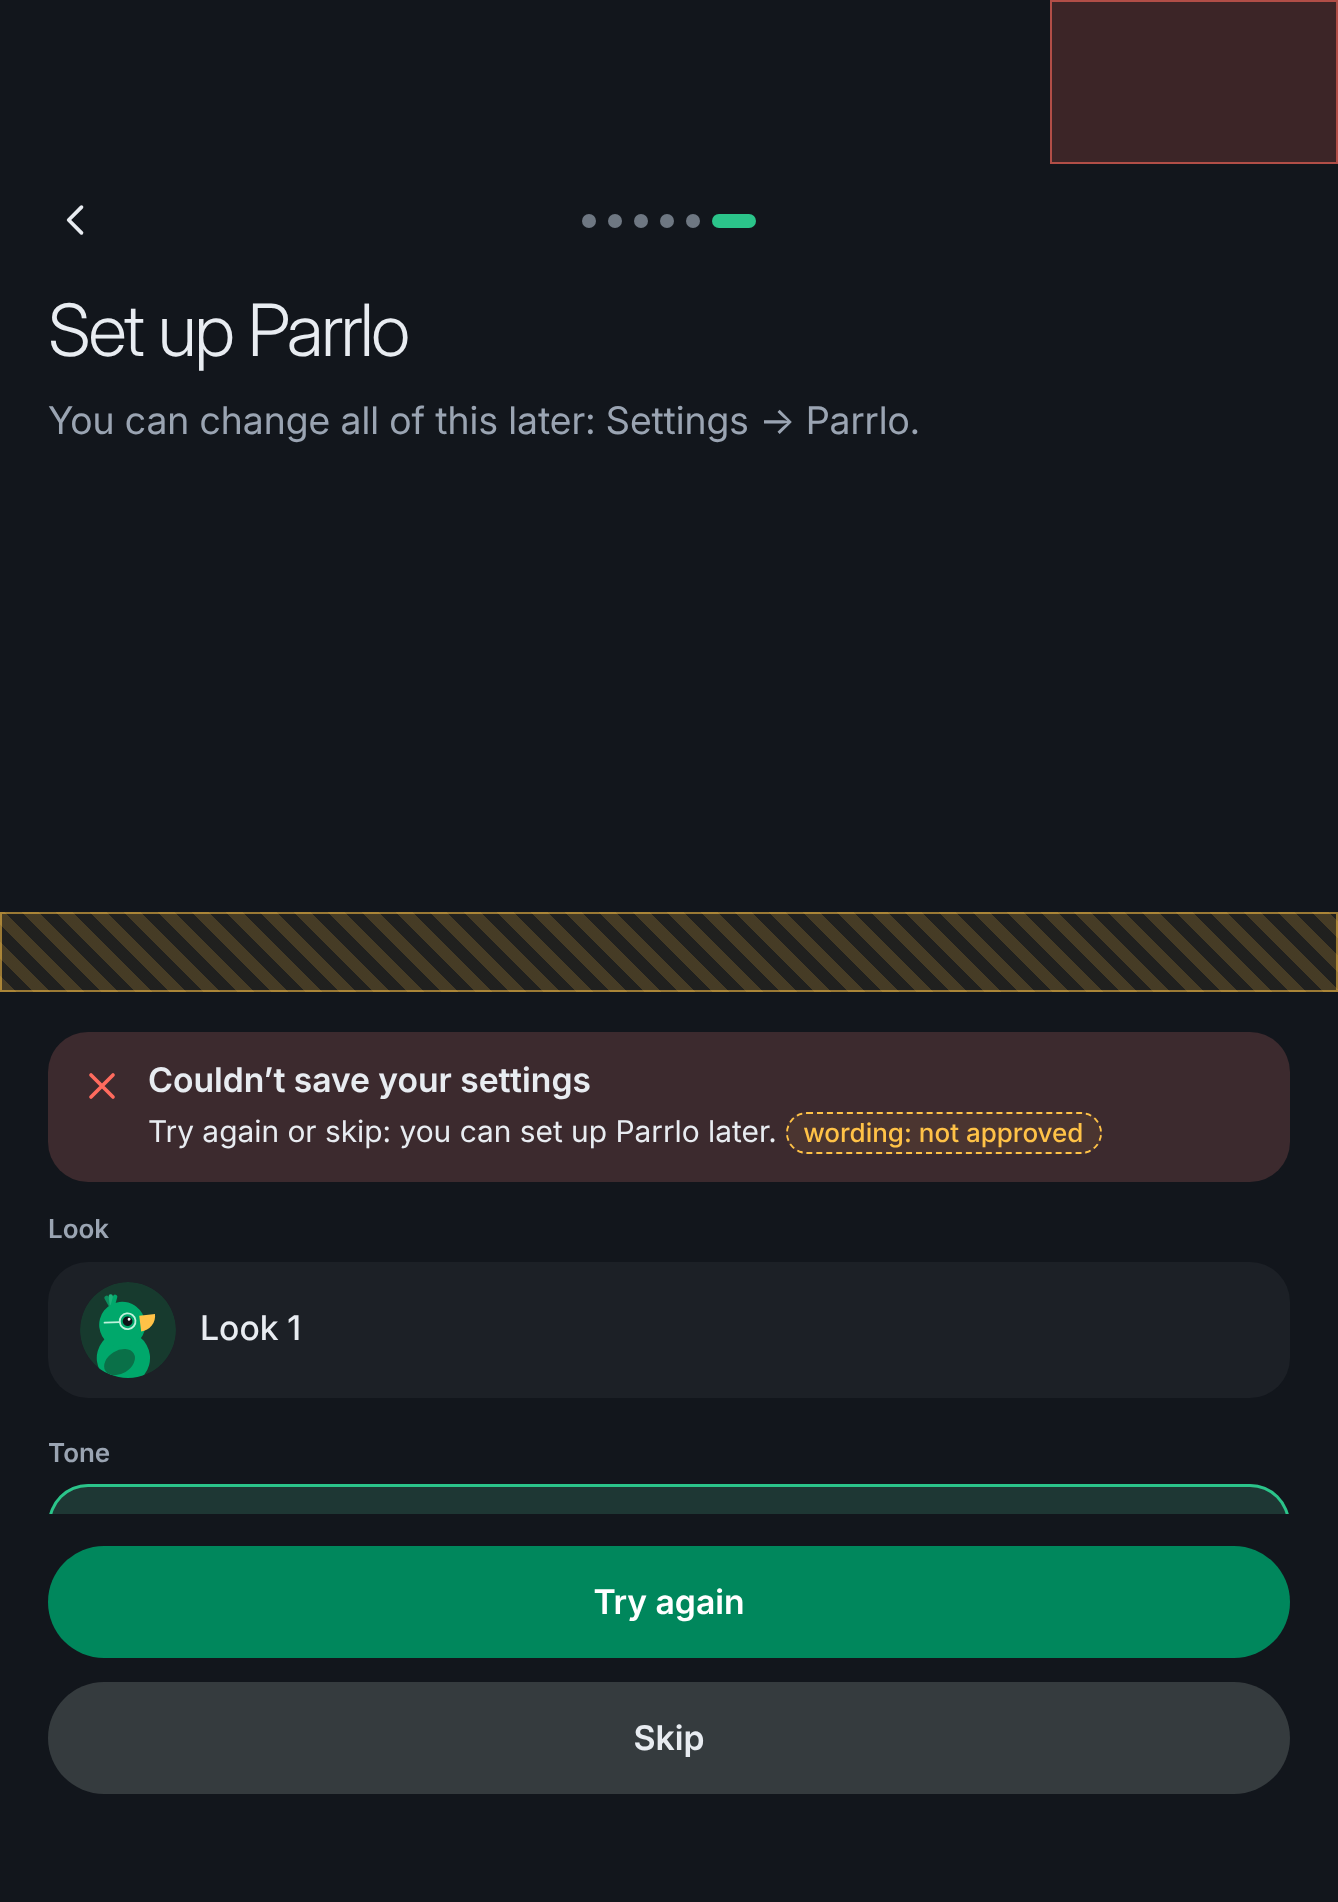 Set up Parrlo
You can change all of this later: Settings → Parrlo.
Couldn’t save your settings
Try again or skip: you can set up Parrlo later. wording: not approved
Look
Look 1
Tone
Try again
Skip